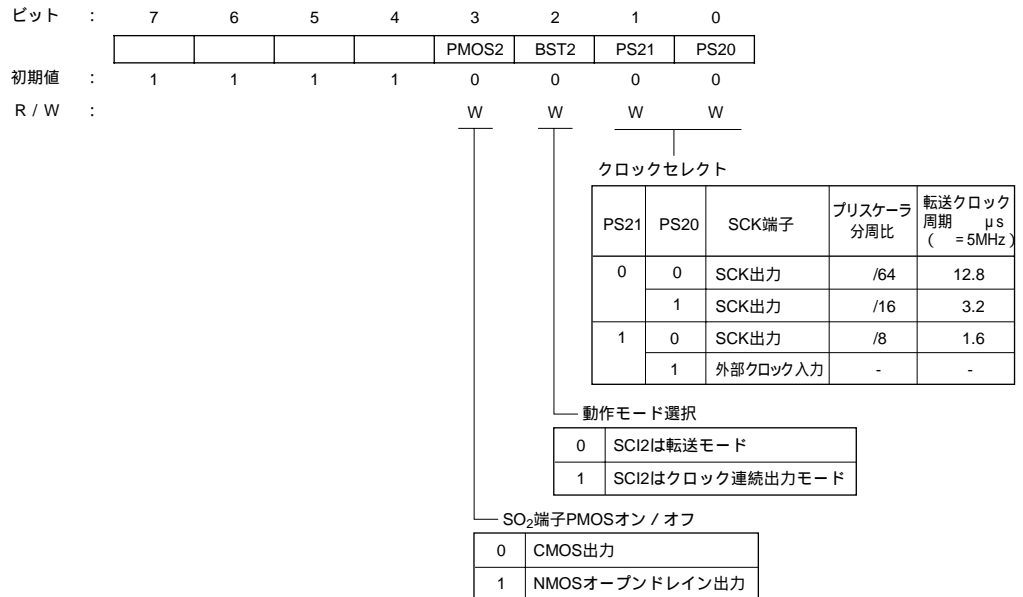 ビット : 7 6 5 4 3 2 1 0
PMOS2 BST2 PS21 PS20
初期値 : 1 1 1 1 0 0 0 0
R / W : W W W W
クロックセレクト
PS21 PS20 SCK端子 プリスケーラ分周比 転送クロック周期 μs ( =5MHz)
0 0 SCK出力 /64 12.8
1 SCK出力 /16 3.2
1 0 SCK出力 /8 1.6
1 外部クロック入力 - -
動作モード選択
0 SCI2は転送モード
1 SCI2はクロック連続出力モード
SO2端子PMOSオン / オフ
0 CMOS出力
1 NMOSオープンドレイン出力